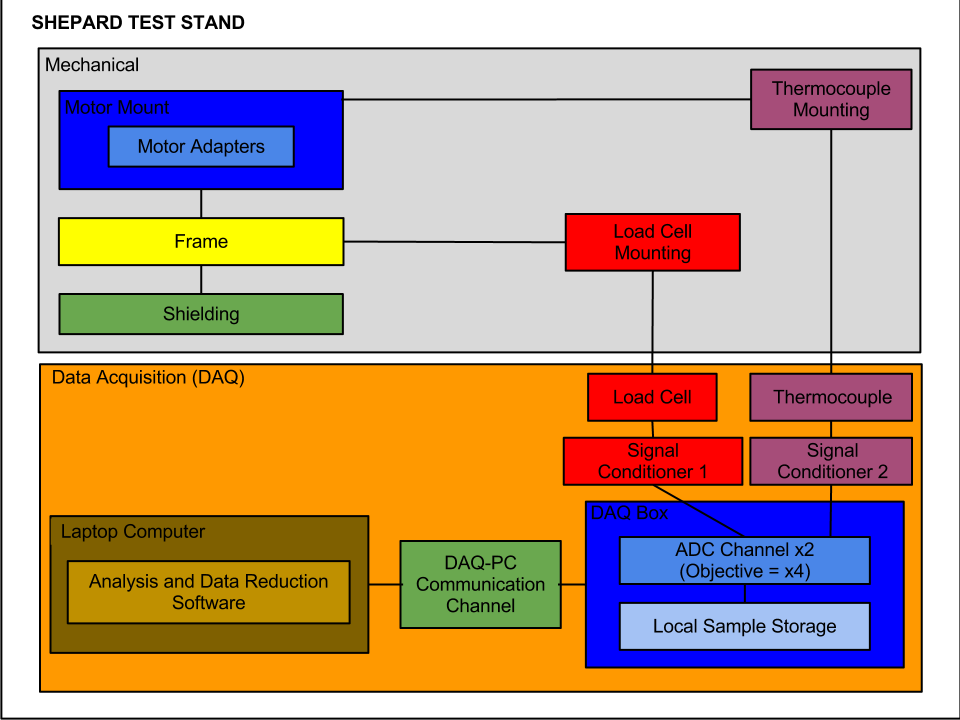 SHEPARD TEST STAND
Mechanical
Thermocouple
Mounting
Motor Mount
Motor Adapters
Frame
Load Cell
Mounting
Shielding
Data Acquisition (DAQ)
Load Cell
Thermocouple
Signal
Conditioner 1
Signal
Conditioner 2
DAQ Box
Laptop Computer
ADC Channel x2
(Objective = x4)
DAQ-PC
Communication
Channel
Analysis and Data Reduction
Software
Local Sample Storage